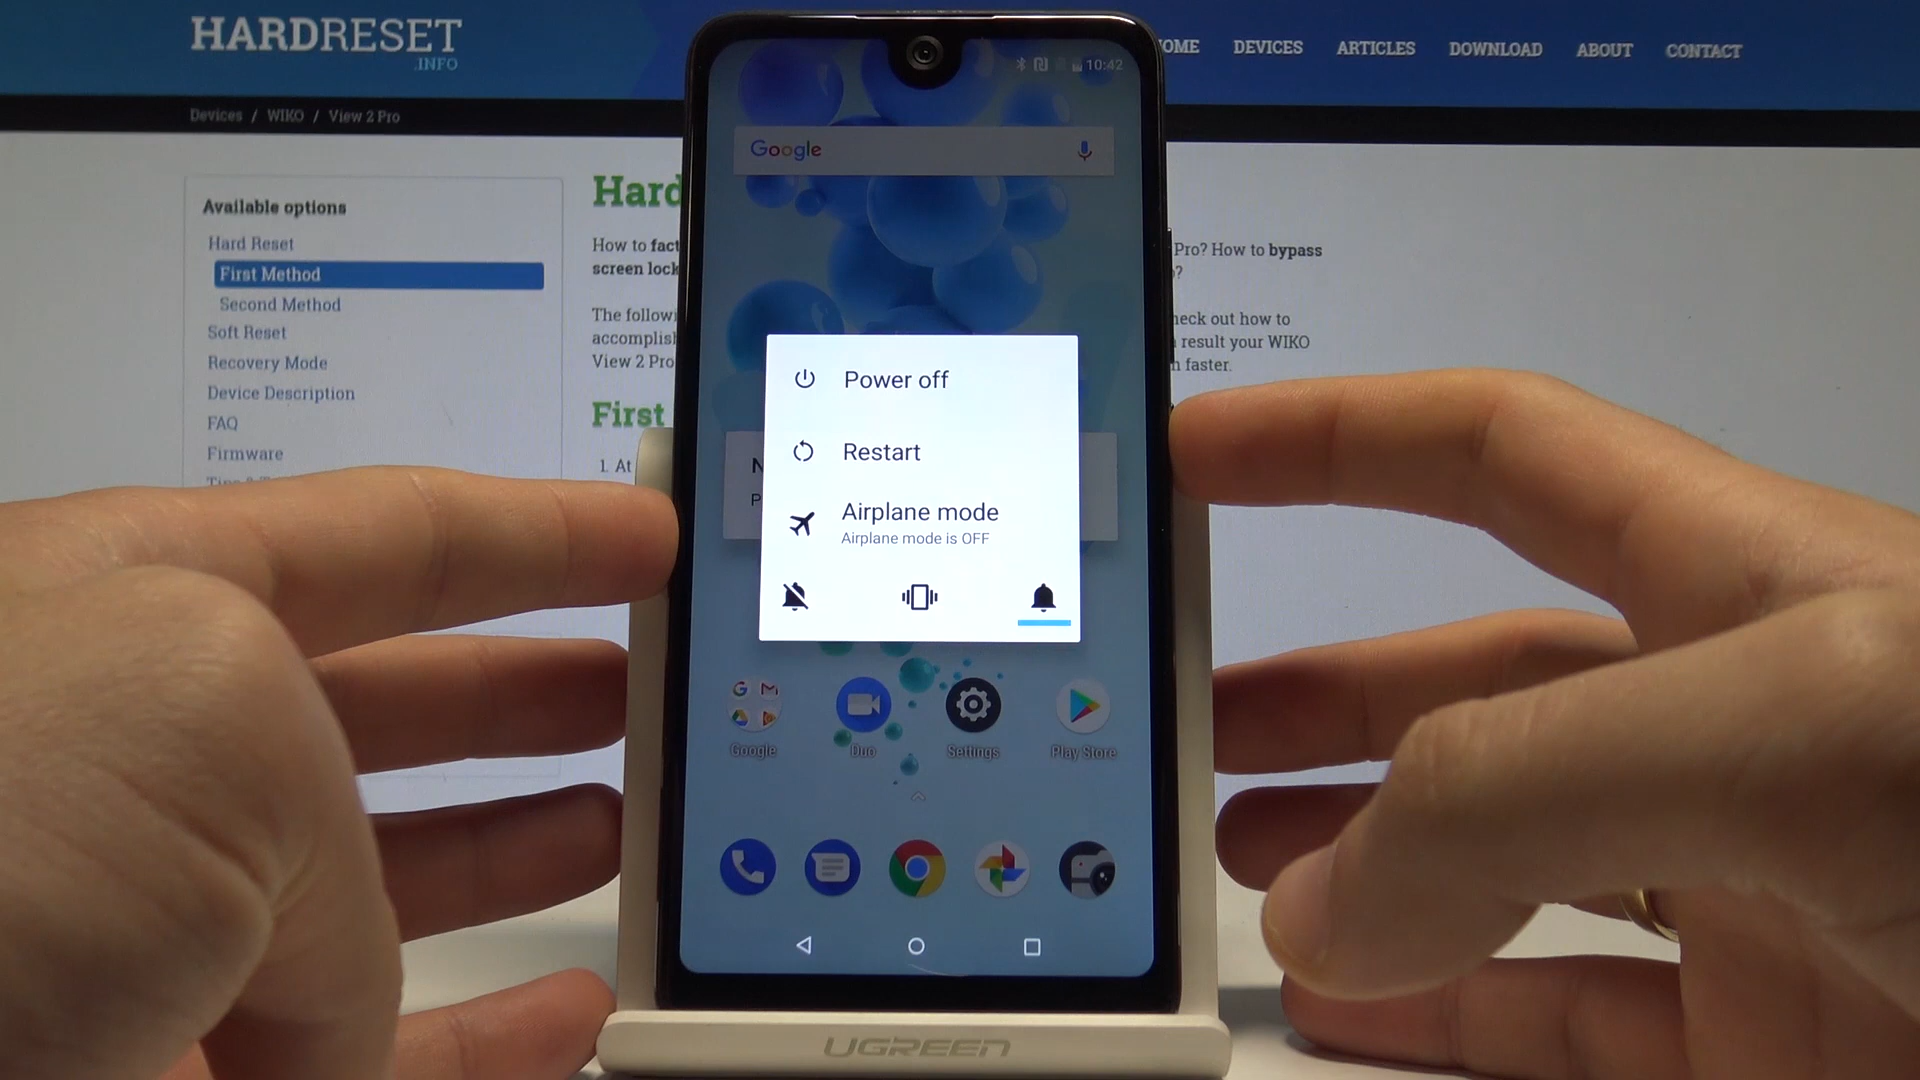 HARDRESET
.INFO
OME DEVICES ARTICLES DOWNLOAD ABOUT CONTACT
Devices / WIKO / View 2 Pro
Available options
Hard Reset
First Method
Second Method
Soft Reset
Recovery Mode
Device Description
FAQ
Firmware
Hard
How to fact
screen lock
Pro? How to bypass
?
The follow
accomplis
View 2 Pro
heck out how to
result your WIKO
faster.
First
1. At
10:42
Google
Power off
Restart
Airplane mode
Airplane mode is OFF
N
P
Google Duo Settings Play Store
UGREEN